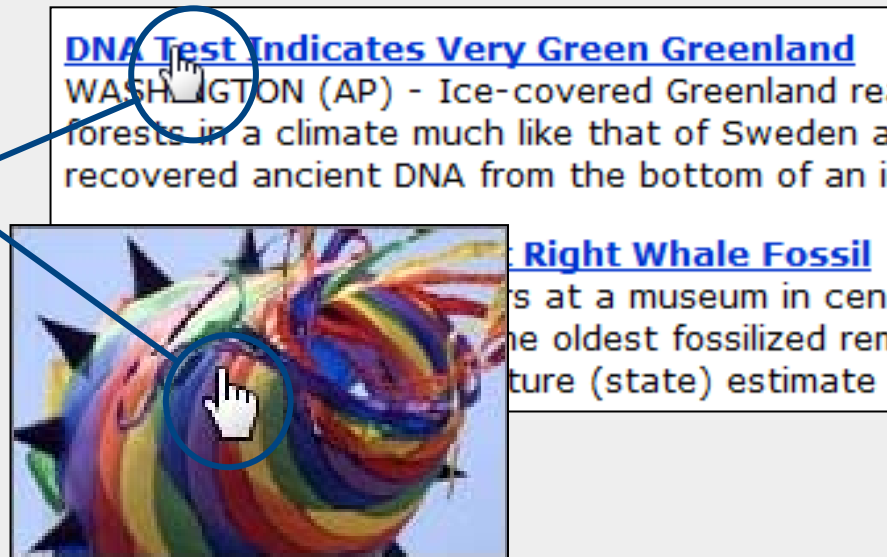 DNA Test Indicates Very Green Greenland
WASHINGTON (AP) - Ice-covered Greenland rea
forests in a climate much like that of Sweden a
recovered ancient DNA from the bottom of an i
Right Whale Fossil
rs at a museum in cen
he oldest fossilized rem
ture (state) estimate